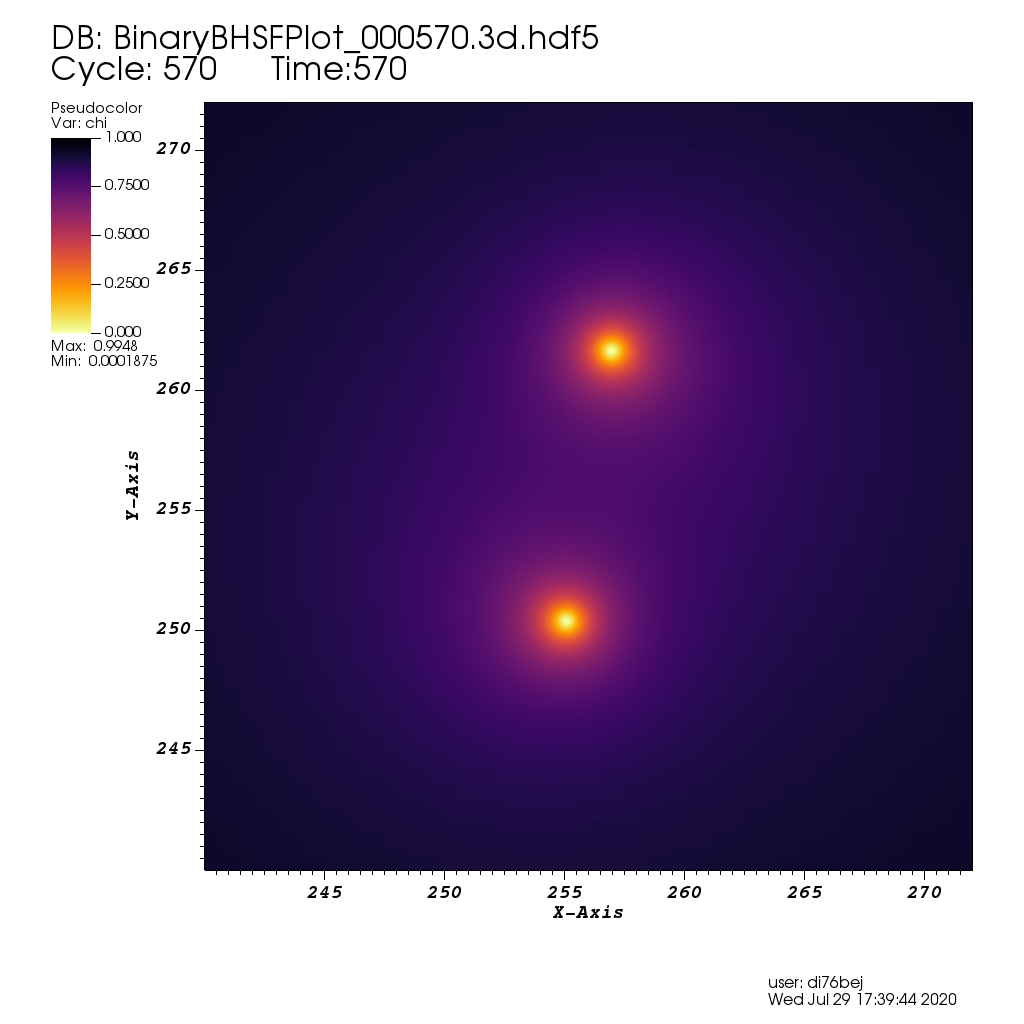 DB: BinaryBHSFPlot_000570.3d.hdf5
Cycle: 570 Time:570
Pseudocolor
Var: chi
1.000
0.7500
0.5000
0.2500
0.000
Max: 0.9948
Min: 0.0001875
270
265
260
255
250
245
Y-Axis
245 250 255 260 265 270
X-Axis
user: di76bej
Wed Jul 29 17:39:44 2020